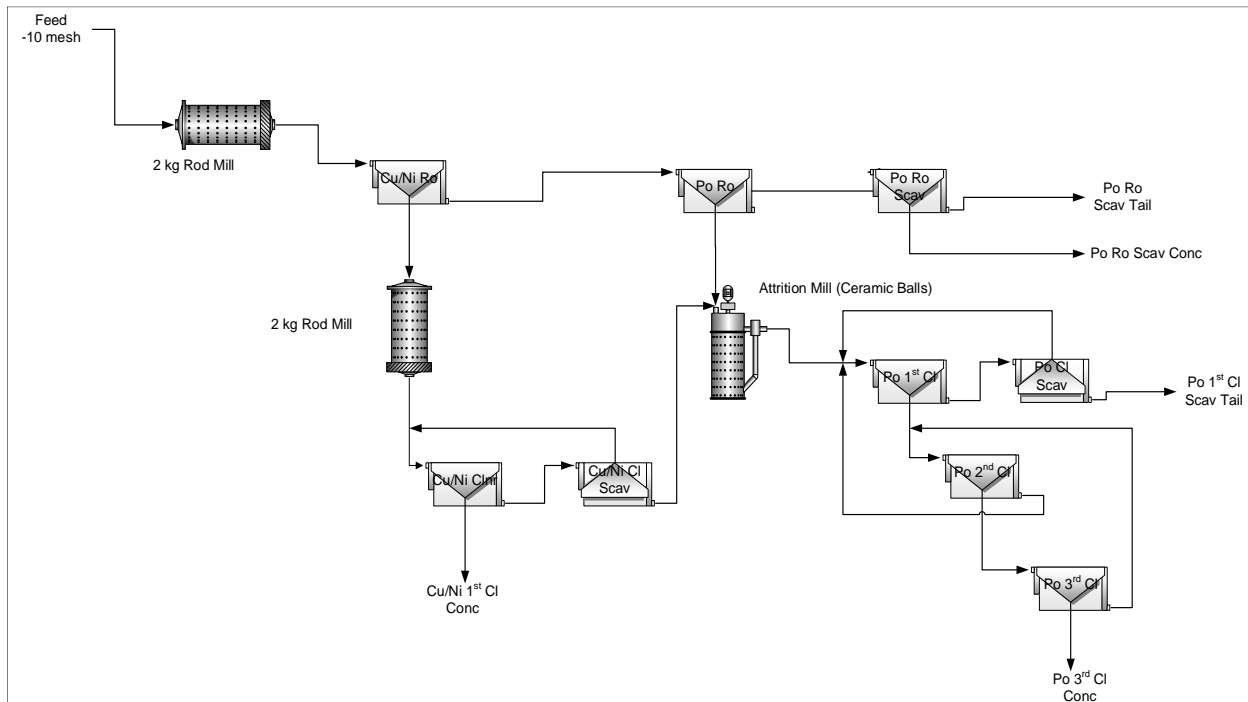 Feed
-10 mesh
2 kg Rod Mill
Cu/Ni Ro
Po Ro
Po Ro
Scav
Po Ro
Scav Tail
Po Ro Scav Conc
2 kg Rod Mill
Attrition Mill (Ceramic Balls)
Po 1st Cl
Po Cl
Scav
Po 1st Cl
Scav Tail
Cu/Ni Clnr
Cu/Ni Cl
Scav
Po 2nd Cl
Cu/Ni 1st Cl
Conc
Po 3rd Cl
Po 3rd Cl
Conc